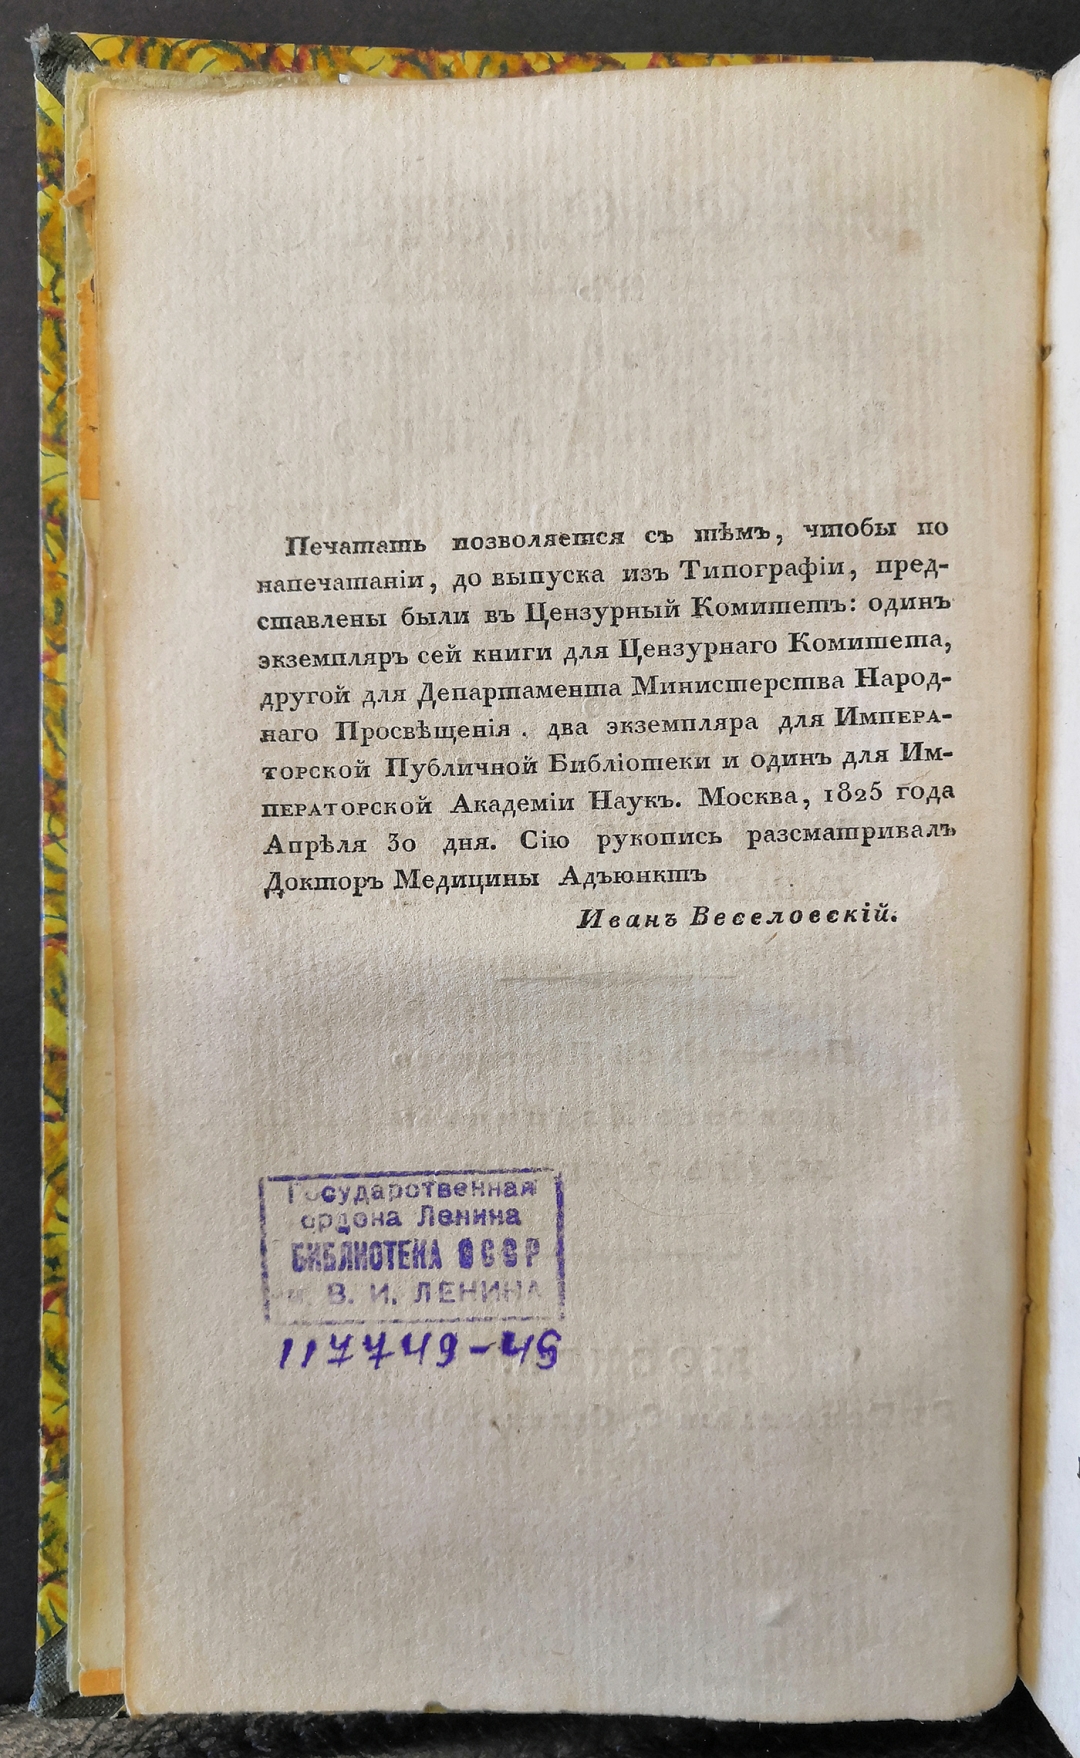 Печатать позволяется съ тѣмъ, чтобы по
напечатаніи, до выпуска изъ Типографіи, пред-
ставлены были въ Цензурный Комитетъ: одинъ
экземпляръ сей книги для Цензурнаго Комитета,
другой для Департамента Министерства Народ-
наго Просвѣщенія, два экземпляра для ИМПЕРА-
ТОРСКОЙ Публичной Библіотеки и одинъ для ИМ-
ПЕРАТОРСКОЙ Академіи Наукъ. Москва, 1825 года
Апрѣля 30 дня. Сію рукопись разсматривалъ
Докторъ Медицины Адъюнктъ
Иванъ Веселовскій.
Государственная
ордена Ленина
БИБЛИОТЕКА СССР
В. И. ЛЕНИНА
117749-49